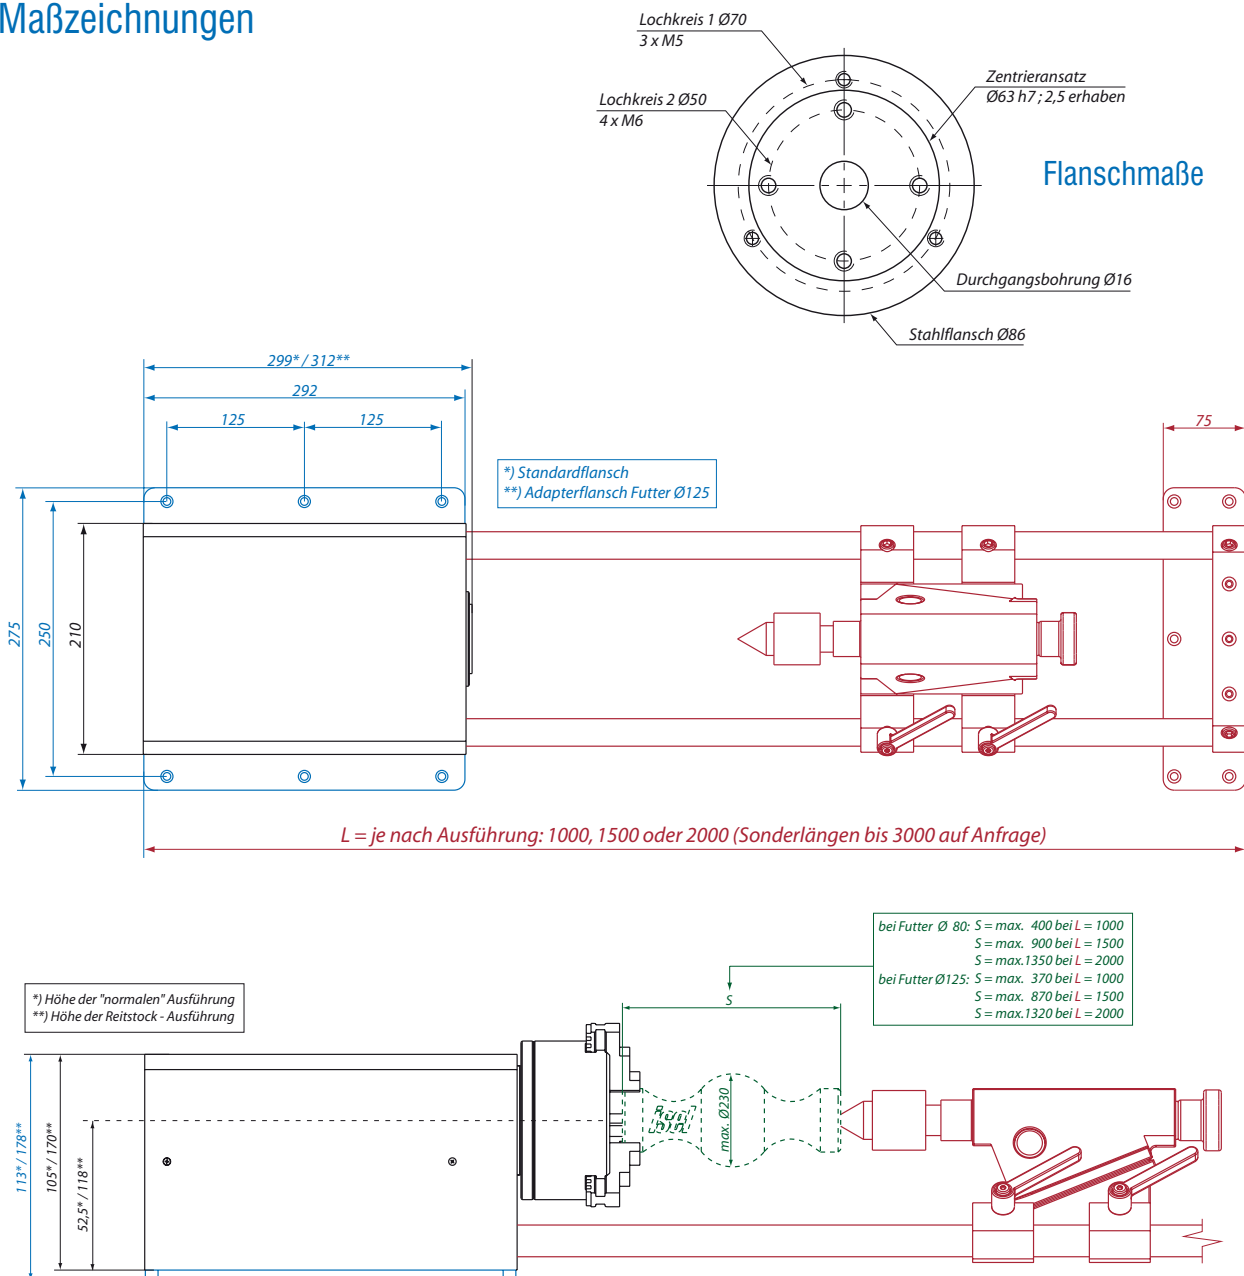 Maßzeichnungen
Lochkreis 1 Ø70
3 x M5
Lochkreis 2 Ø50
4 x M6
Zentrieransatz
Ø63 h7 ; 2,5 erhaben
Flanschmaße
Durchgangsbohrung Ø16
Stahlflansch Ø86
299* / 312**
292
125
125
75
*) Standardflansch
**) Adapterflansch Futter Ø125
275
250
210
L = je nach Ausführung: 1000, 1500 oder 2000 (Sonderlängen bis 3000 auf Anfrage)
bei Futter Ø 80: S = max. 400 bei L = 1000
S = max. 900 bei L = 1500
S = max.1350 bei L = 2000
bei Futter Ø125: S = max. 370 bei L = 1000
S = max. 870 bei L = 1500
S = max.1320 bei L = 2000
*) Höhe der "normalen" Ausführung
**) Höhe der Reitstock - Ausführung
S
max. Ø230
113* / 178**
105* / 170**
52,5* / 118**